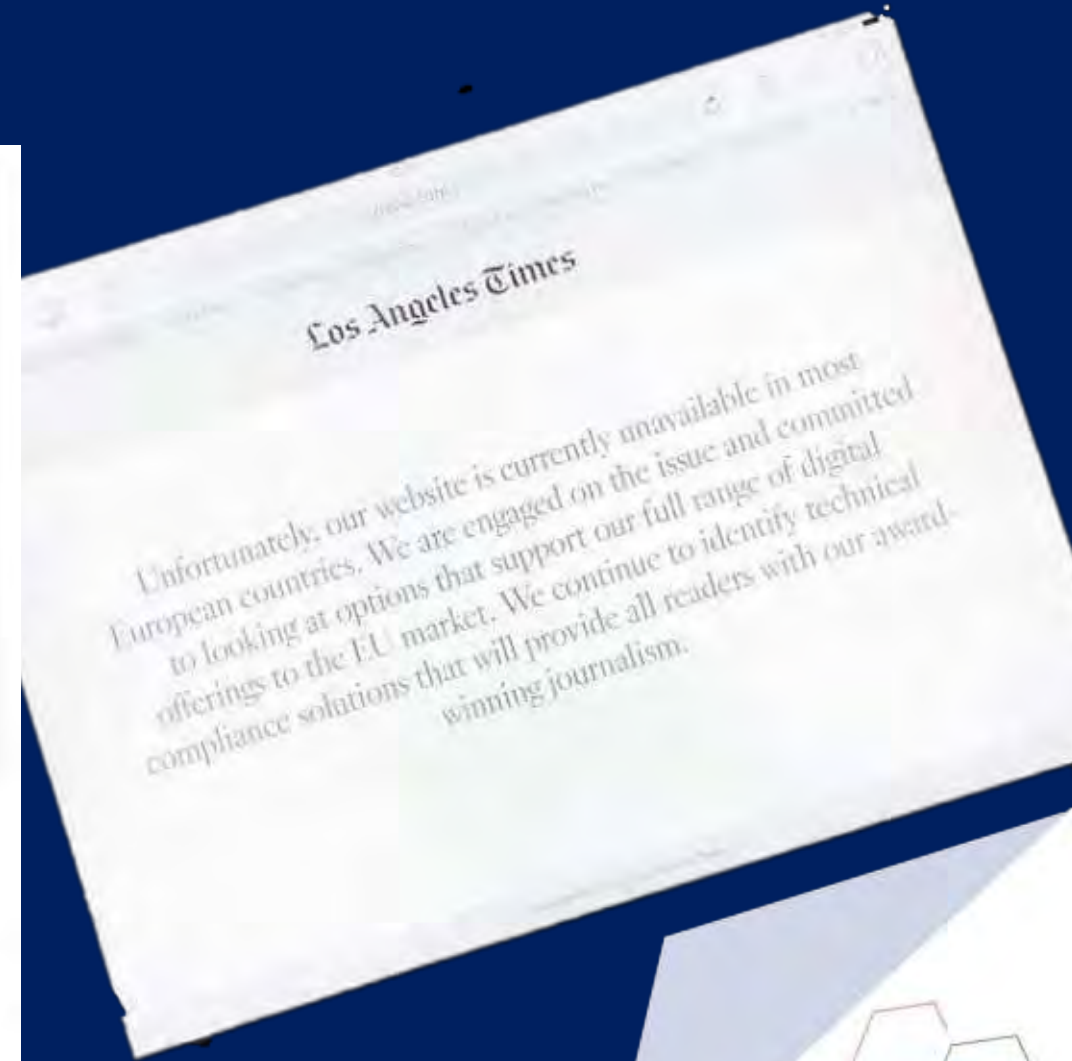 Los Angeles Times
Unfortunately, our website is currently unavailable in most
European countries. We are engaged on the issue and committed
to looking at options that support our full range of digital
offerings to the EU market. We continue to identify technical
compliance solutions that will provide all readers with our award-
winning journalism.